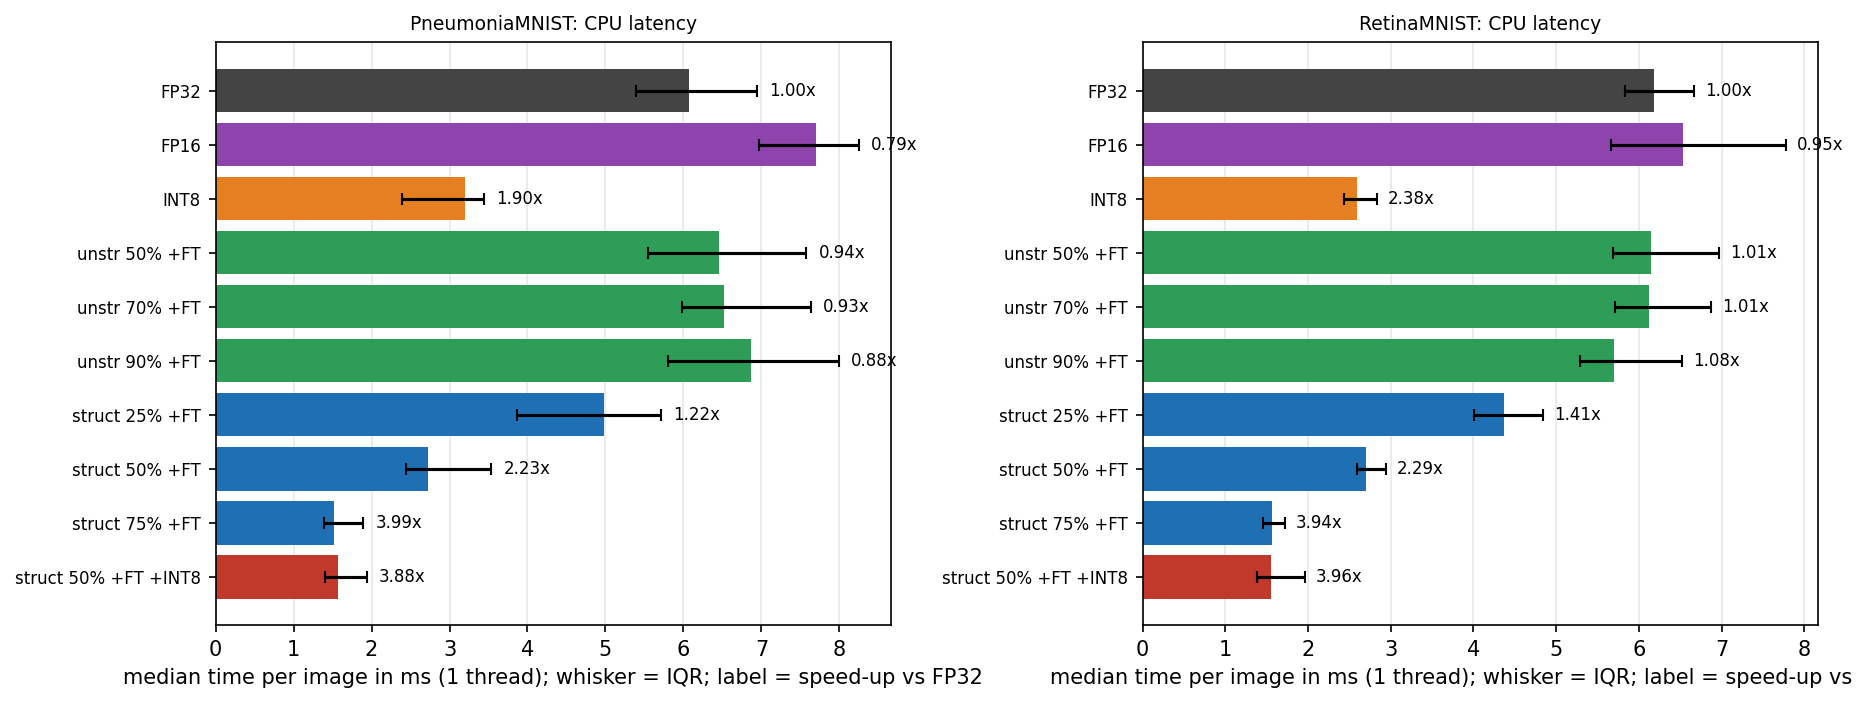 PneumoniaMNIST: CPU latency
FP32
1.00x
FP16
0.79x
INT8
1.90x
unstr 50% +FT
0.94x
unstr 70% +FT
0.93x
unstr 90% +FT
0.88x
struct 25% +FT
1.22x
struct 50% +FT
2.23x
struct 75% +FT
3.99x
struct 50% +FT +INT8
3.88x
0 1 2 3 4 5 6 7 8
median time per image in ms (1 thread); whisker = IQR; label = speed-up vs FP32
RetinaMNIST: CPU latency
FP32
1.00x
FP16
0.95x
INT8
2.38x
unstr 50% +FT
1.01x
unstr 70% +FT
1.01x
unstr 90% +FT
1.08x
struct 25% +FT
1.41x
struct 50% +FT
2.29x
struct 75% +FT
3.94x
struct 50% +FT +INT8
3.96x
0 1 2 3 4 5 6 7 8
median time per image in ms (1 thread); whisker = IQR; label = speed-up vs